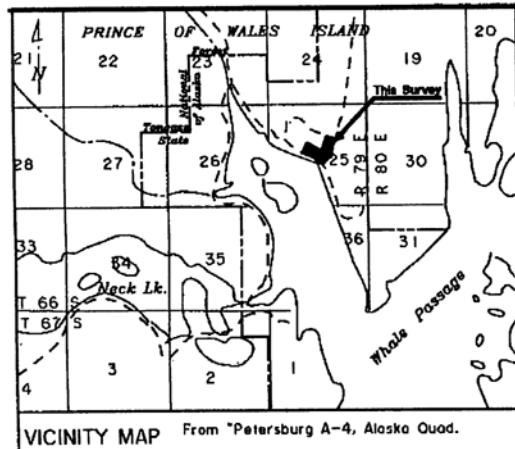 PRINCE OF WALES ISLAND
21 22 23 24 19 20
N
Forest
National
of Alaska
Tongass
State
This Survey
28 27 26 25 30
R 79 E
R 80 E
33 34 35 36 31
Neck Lk.
T 66 S
T 67 S
4 3 2 1
Whale Passage
VICINITY MAP From "Petersburg A-4, Alaska Quad.